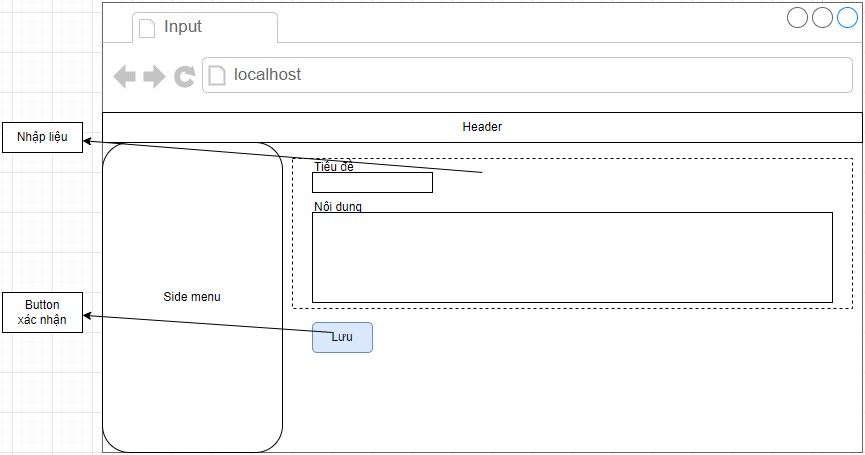 Input
localhost
Header
Nhập liệu
Tiêu đề
Nội dung
Side menu
Button
xác nhận
Lưu